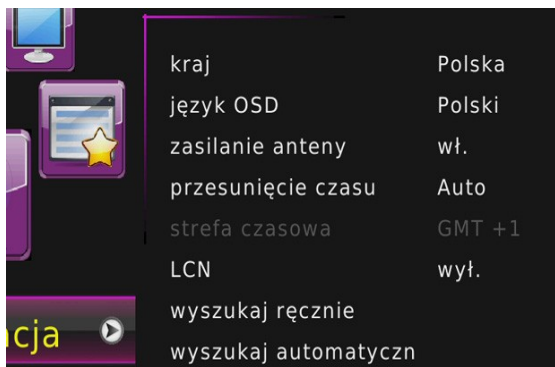 kraj Polska
język OSD Polski
zasilanie anteny wł.
przesunięcie czasu Auto
strefa czasowa GMT +1
LCN wył.
wyszukaj ręcznie
cja
wyszukaj automatyczn